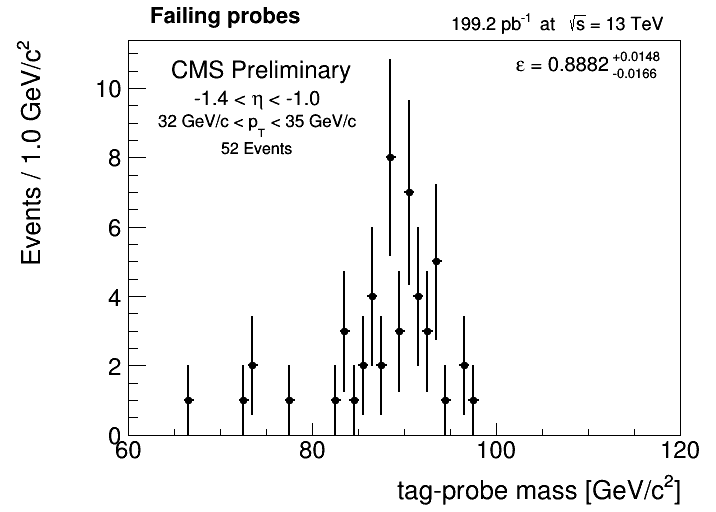 Failing probes
199.2 pb⁻¹ at √s = 13 TeV
CMS Preliminary
-1.4 < η < -1.0
32 GeV/c < p_T < 35 GeV/c
52 Events
ε = 0.8882 +0.0148 -0.0166
Events / 1.0 GeV/c²
10
8
6
4
2
0
60 80 100 120
tag-probe mass [GeV/c²]